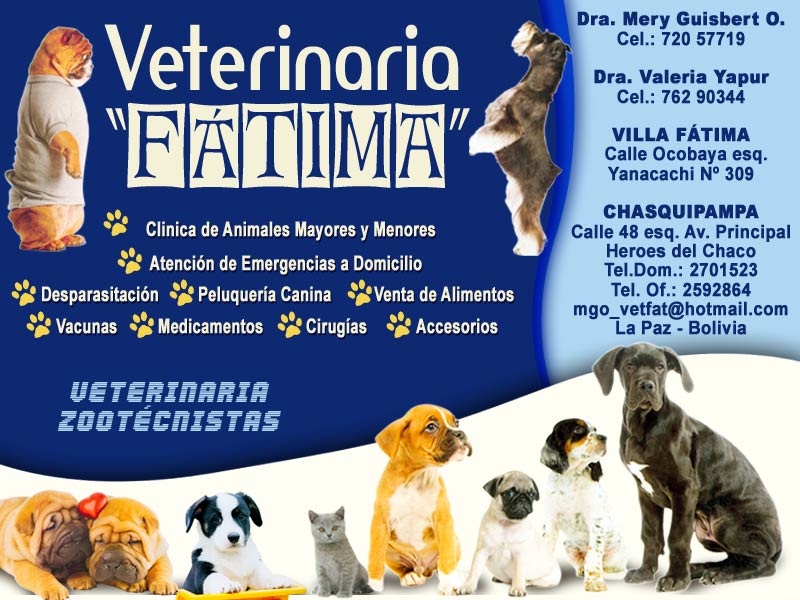 Veterinaria
"FÁTIMA"
Clinica de Animales Mayores y Menores
Atención de Emergencias a Domicilio
Desparasitación Peluquería Canina Venta de Alimentos
Vacunas Medicamentos Cirugías Accesorios
VETERINARIA
ZOOTÉCNISTAS
Dra. Mery Guisbert O.
Cel.: 720 57719
Dra. Valeria Yapur
Cel.: 762 90344
VILLA FÁTIMA
Calle Ocobaya esq.
Yanacachi Nº 309
CHASQUIPAMPA
Calle 48 esq. Av. Principal
Heroes del Chaco
Tel.Dom.: 2701523
Tel. Of.: 2592864
mgo_vetfat@hotmail.com
La Paz - Bolivia